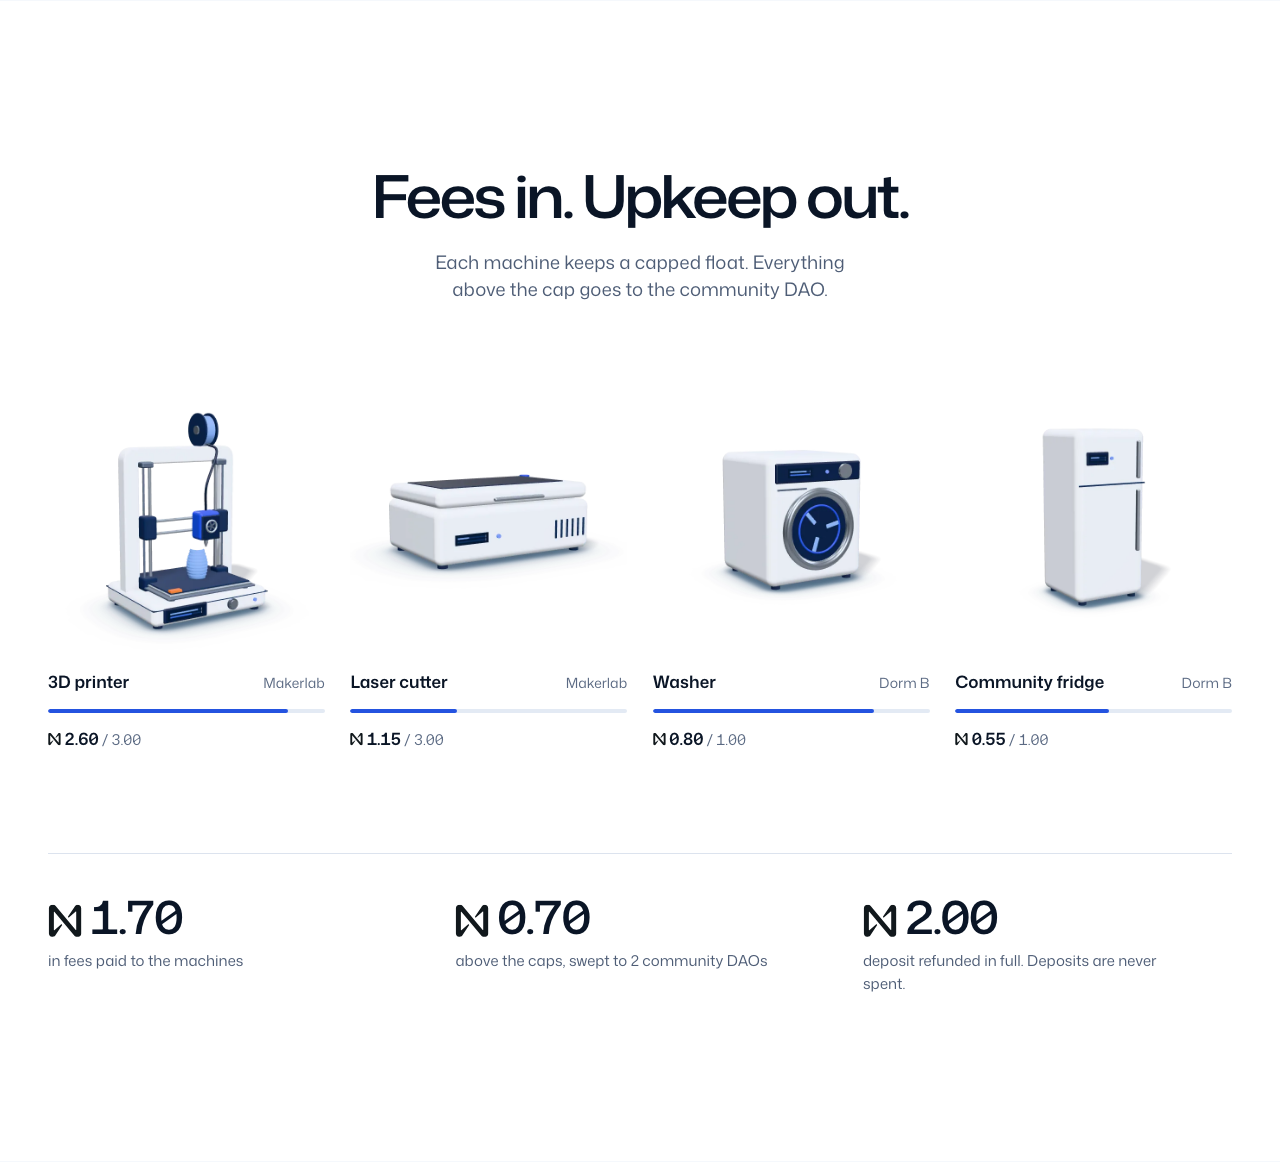 Fees in. Upkeep out.
Each machine keeps a capped float. Everything
above the cap goes to the community DAO.
3D printer Makerlab
2.60 / 3.00
Laser cutter Makerlab
1.15 / 3.00
Washer Dorm B
0.80 / 1.00
Community fridge Dorm B
0.55 / 1.00
1.70
in fees paid to the machines
0.70
above the caps, swept to 2 community DAOs
2.00
deposit refunded in full. Deposits are never
spent.